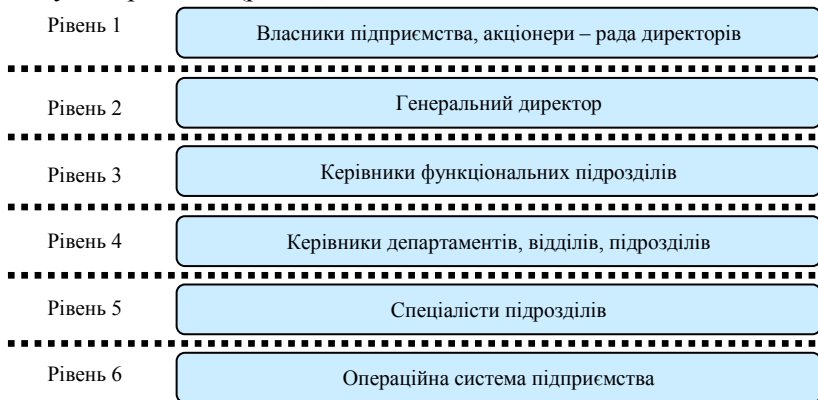 Рівень 1
Власники підприємства, акціонери – рада директорів
Рівень 2
Генеральний директор
Рівень 3
Керівники функціональних підрозділів
Рівень 4
Керівники департаментів, відділів, підрозділів
Рівень 5
Спеціалісти підрозділів
Рівень 6
Операційна система підприємства